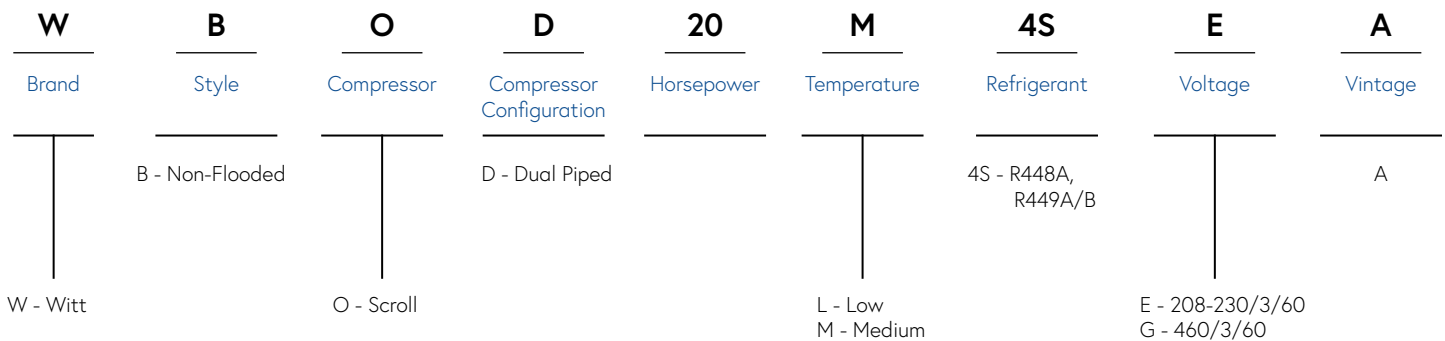 W B O D 20 M 4S E A
Brand Style Compressor Compressor Horsepower Temperature Refrigerant Voltage Vintage
Configuration
B - Non-Flooded D - Dual Piped 4S - R448A, A
R449A/B
W - Witt O - Scroll L - Low E - 208-230/3/60
M - Medium G - 460/3/60